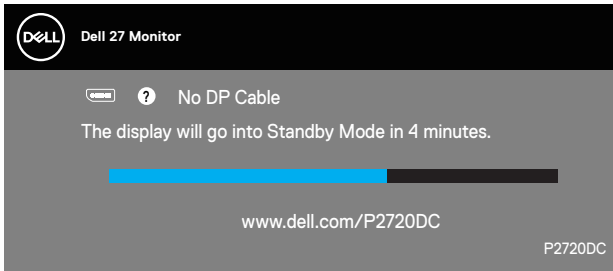 DELL
Dell 27 Monitor
? No DP Cable
The display will go into Standby Mode in 4 minutes.
www.dell.com/P2720DC
P2720DC